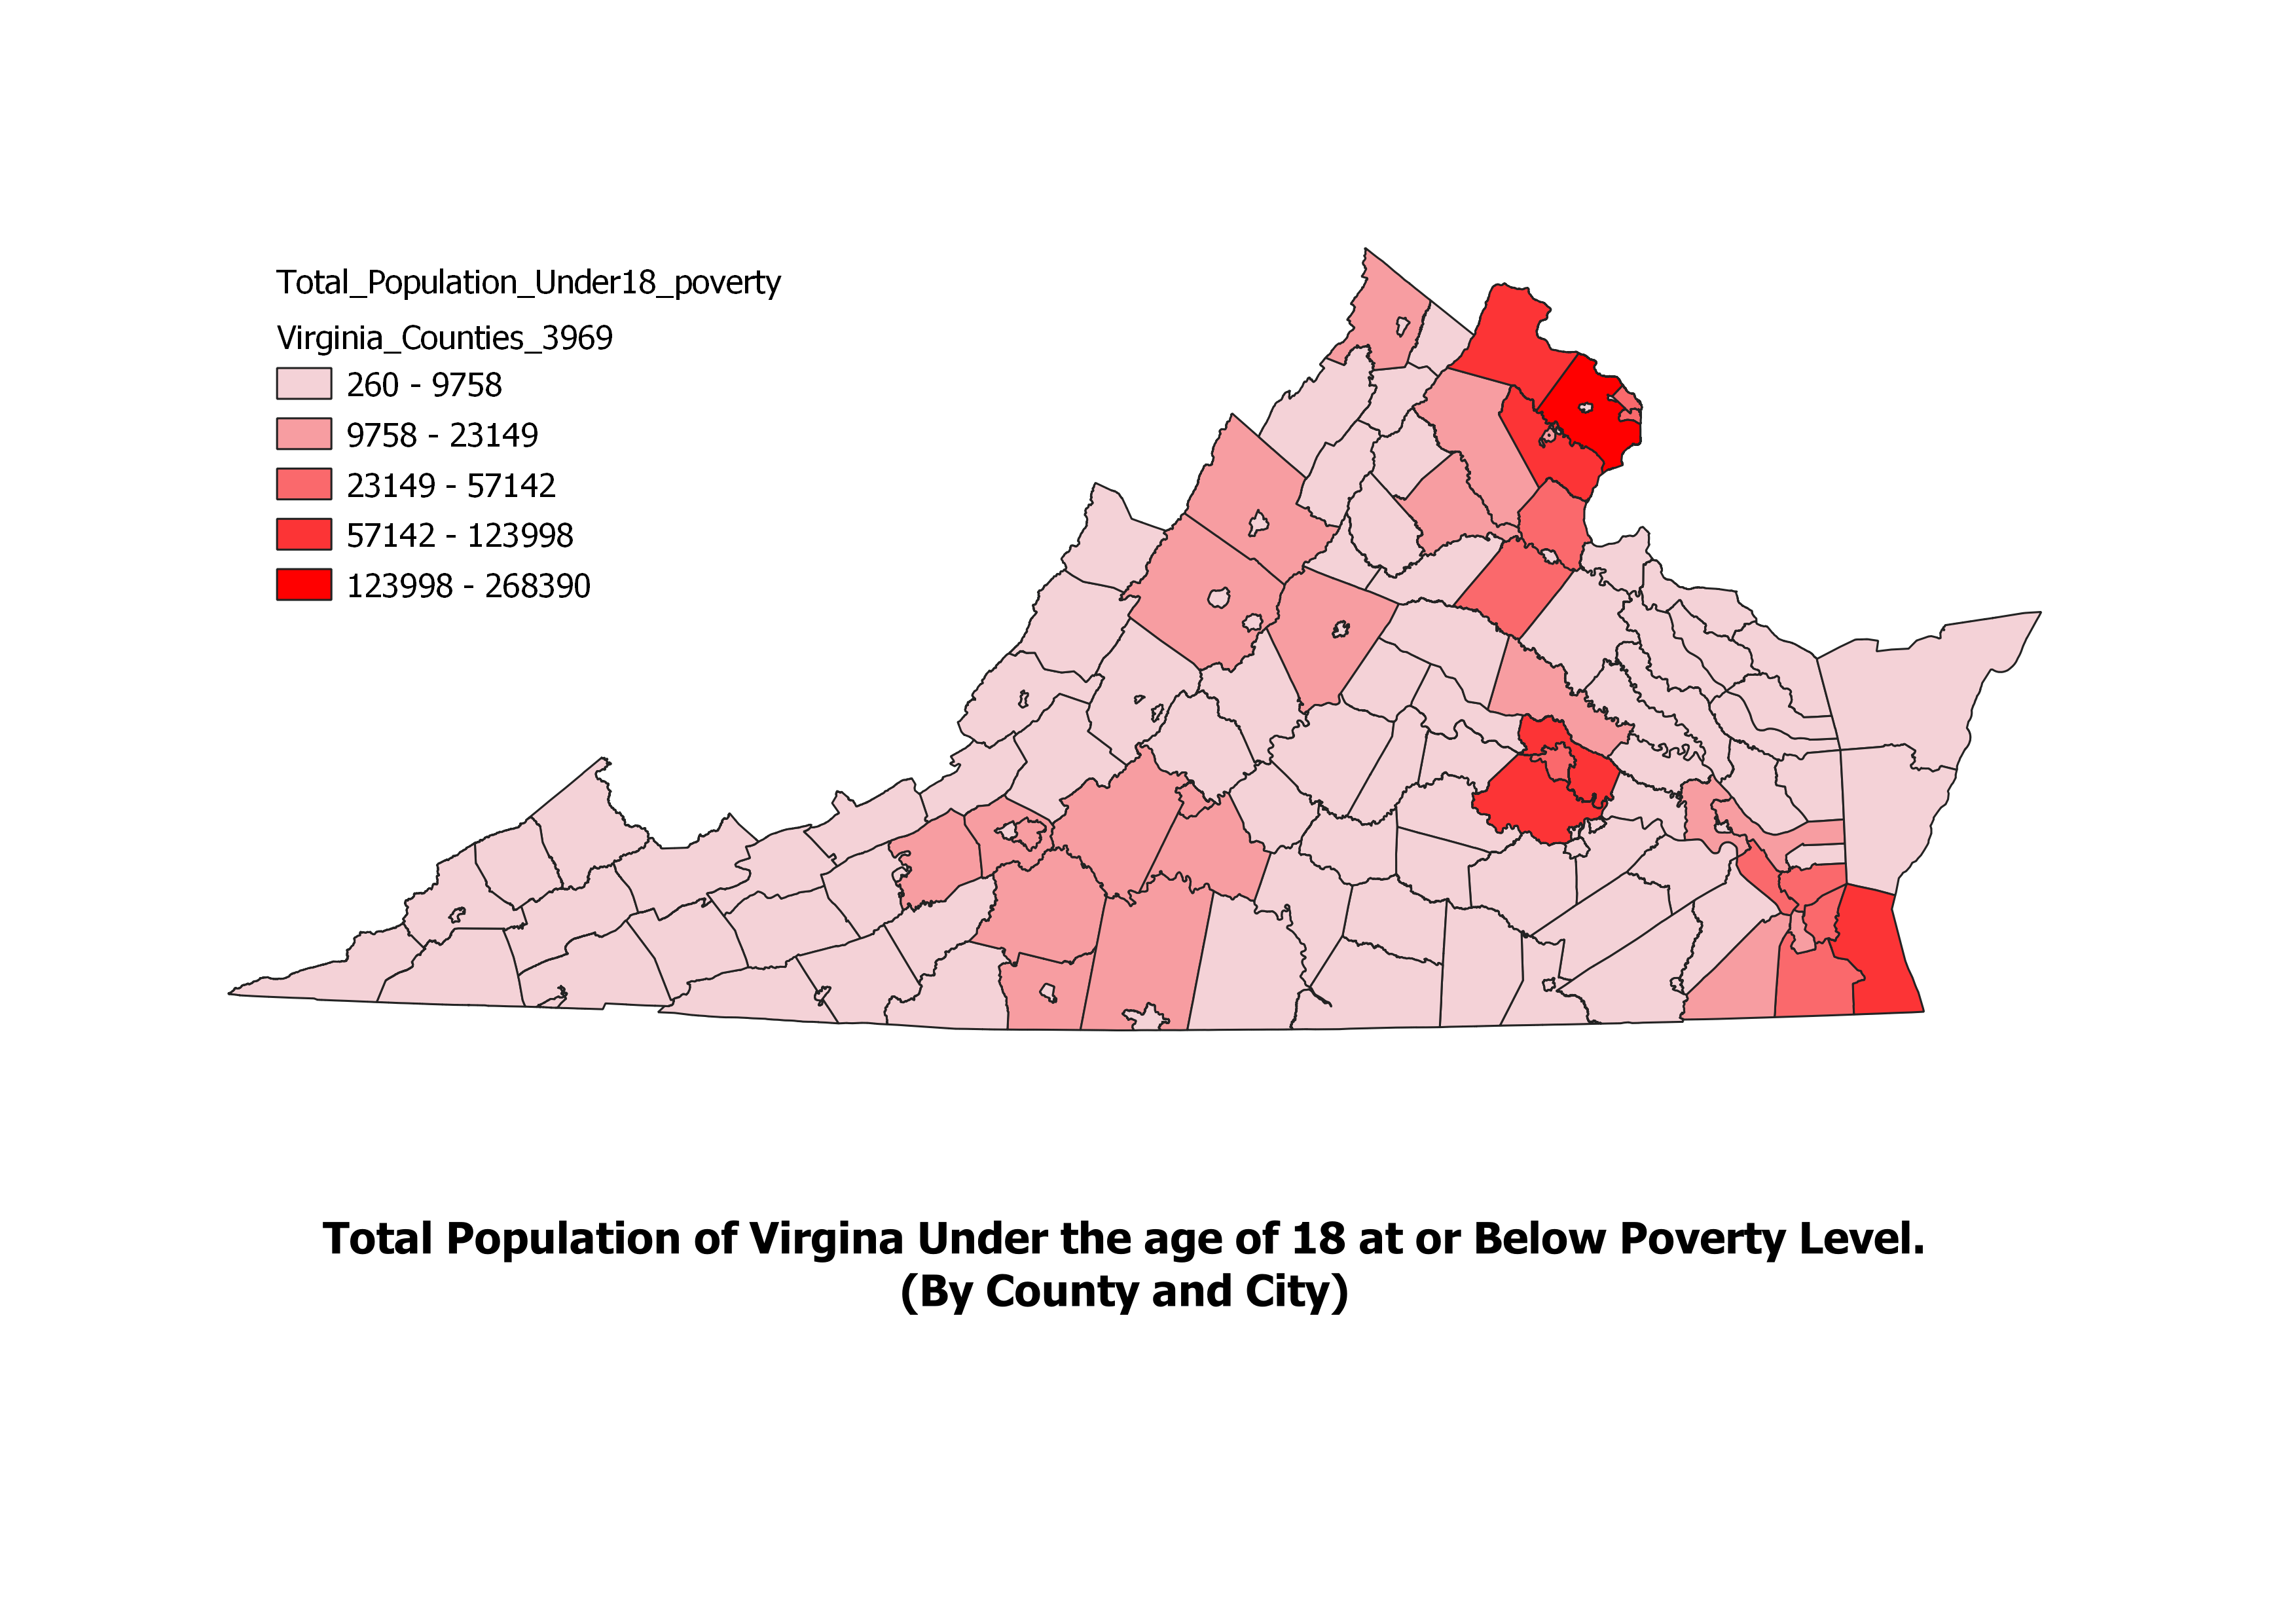 Total_Population_Under18_poverty
Virginia_Counties_3969
260 - 9758
9758 - 23149
23149 - 57142
57142 - 123998
123998 - 268390
Total Population of Virgina Under the age of 18 at or Below Poverty Level.
(By County and City)